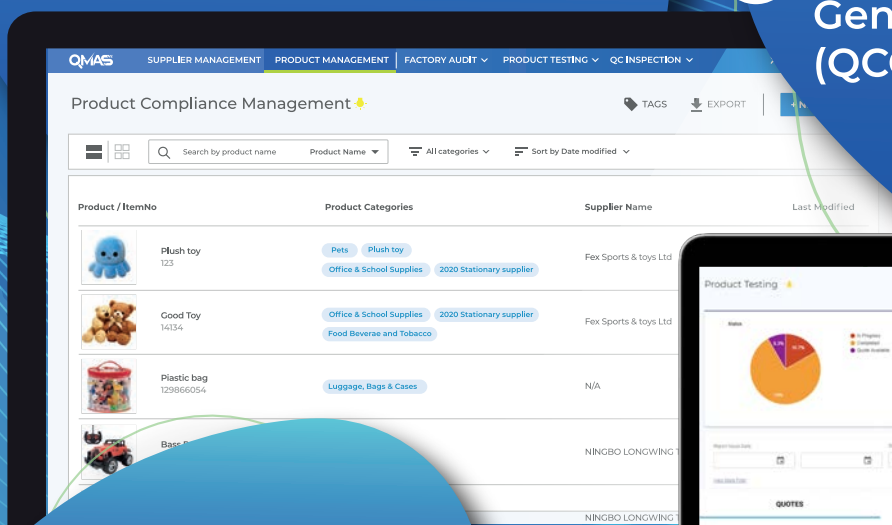 Gen
(QC
QMAS
SUPPLIER MANAGEMENT PRODUCT MANAGEMENT FACTORY AUDIT PRODUCT TESTING QC INSPECTION
Product Compliance Management
TAGS EXPORT
Search by product name Product Name All categories Sort by Date modified
Product / ItemNo Product Categories Supplier Name Last Modified
Plush toy
123
Pets Plush toy
Office & School Supplies 2020 Stationary supplier
Fex Sports & toys Ltd
Good Toy
14134
Office & School Supplies 2020 Stationary supplier
Food Beverae and Tobacco
Fex Sports & toys Ltd
Piastic bag
129866054
Luggage, Bags & Cases
N/A
Bass
NINGBO LONGWING
NINGBO LONGWING
Product Testing
Status
In Progress
Completed
Quote Available
QUOTES